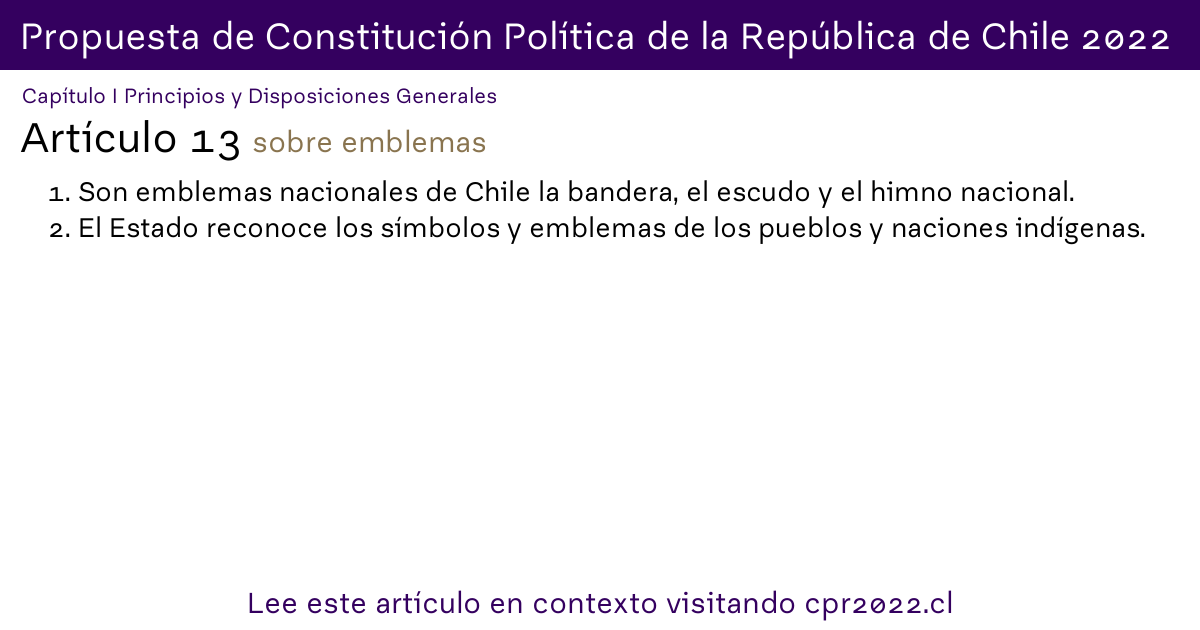 Propuesta de Constitución Política de la República de Chile 2022
Capítulo I Principios y Disposiciones Generales
Artículo 13 sobre emblemas
1. Son emblemas nacionales de Chile la bandera, el escudo y el himno nacional.
2. El Estado reconoce los símbolos y emblemas de los pueblos y naciones indígenas.
Lee este artículo en contexto visitando cpr2022.cl